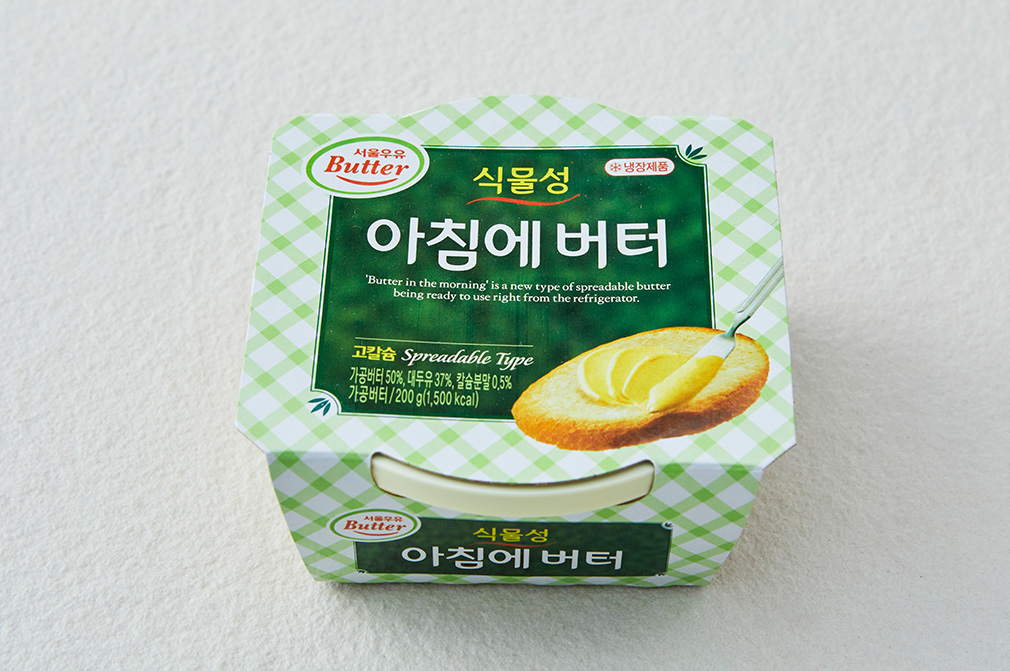 서울우유
Butter
식물성
냉장제품
아침에 버터
'Butter in the morning' is a new type of spreadable butter
being ready to use right from the refrigerator.
고칼슘 Spreadable Type
가공버터 50%, 대두유 37%, 칼슘분말 0.5%
가공버터 / 200 g(1,500 kcal)
서울우유
Butter
식물성
아침에 버터